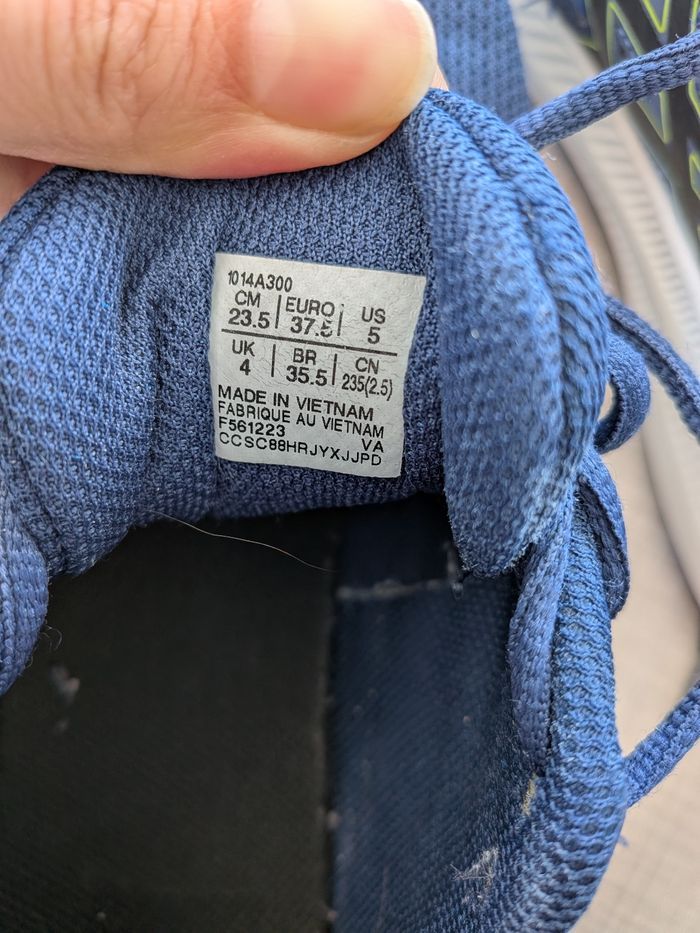 1014A300
CM | EURO | US
23.5 | 37.5 | 5
UK | BR | CN
4 | 35.5 | 235(2.5)
MADE IN VIETNAM
FABRIQUE AU VIETNAM
F561223 VA
CCSC88HRJYXJJPD